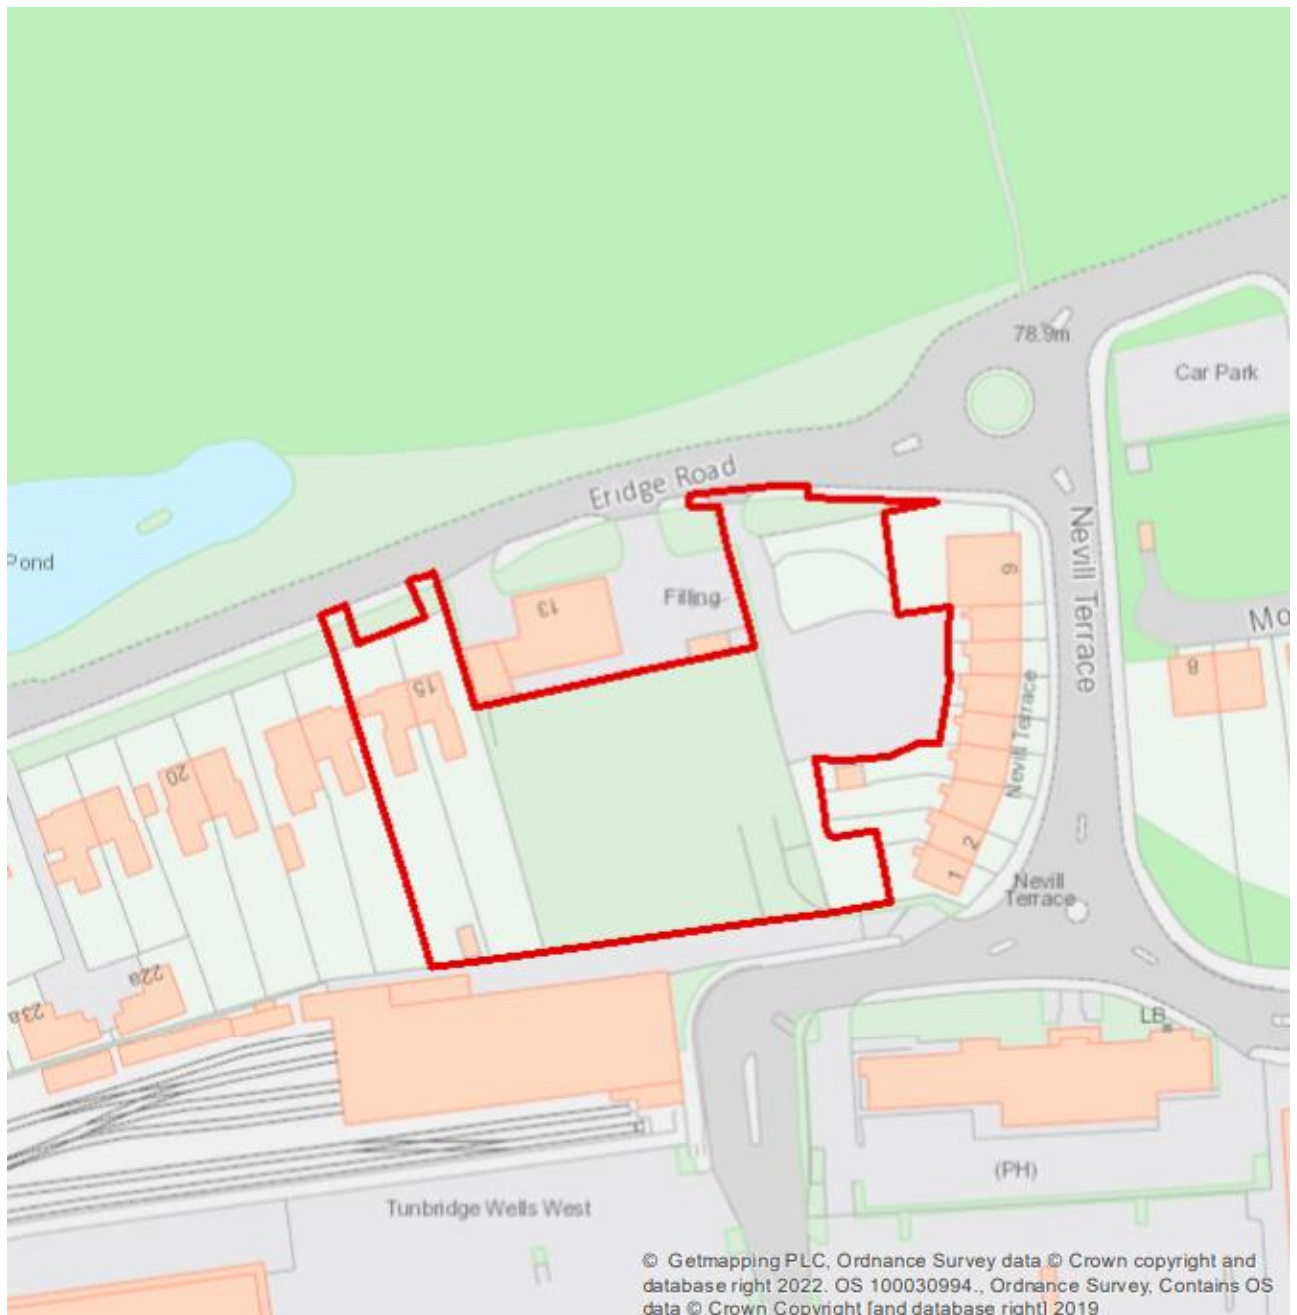 78.9m
Car Park
Eridge Road
Pond
Nevill Terrace
13
Filling
9
Mo
8
15
Nevill Terrace
20
2
1
Nevill
Terrace
22a
23a
LB
(PH)
Tunbridge Wells West
© Getmapping PLC, Ordnance Survey data © Crown copyright and
database right 2022. OS 100030994., Ordnance Survey, Contains OS
data © Crown Copyright [and database right] 2019